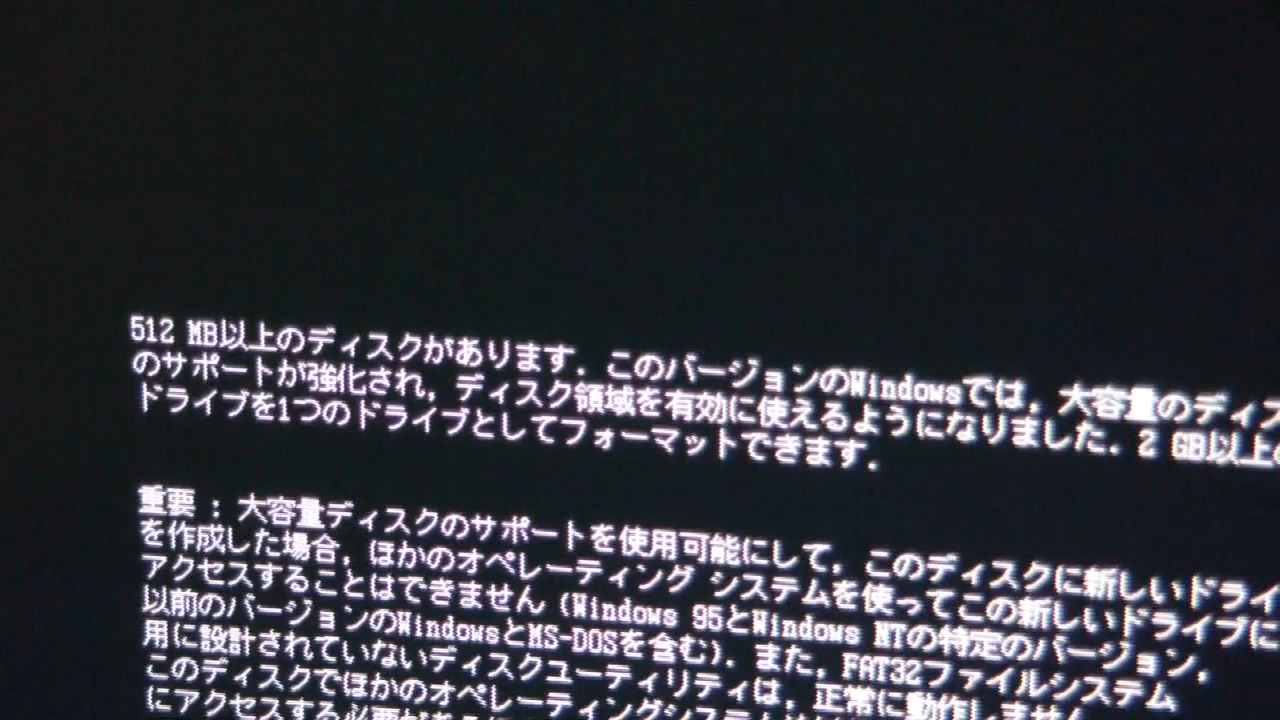 512 MB以上のディスクがあります．このバージョンのWindowsでは，大容量のディス
のサポートが強化され，ディスク領域を有効に使えるようになりました．2 GB以上の
ドライブを1つのドライブとしてフォーマットできます．
重要 : 大容量ディスクのサポートを使用可能にして，このディスクに新しいドライ
を作成した場合，ほかのオペレーティング システムを使ってこの新しいドライブに
アクセスすることはできません (Windows 95とWindows NTの特定のバージョン，
以前のバージョンのWindowsとMS-DOSを含む)．また，FAT32ファイルシステム
用に設計されていないディスクユーティリティは，正常に動作しません
このディスクでほかのオペレーティングシステム
にアクセスする必要がある